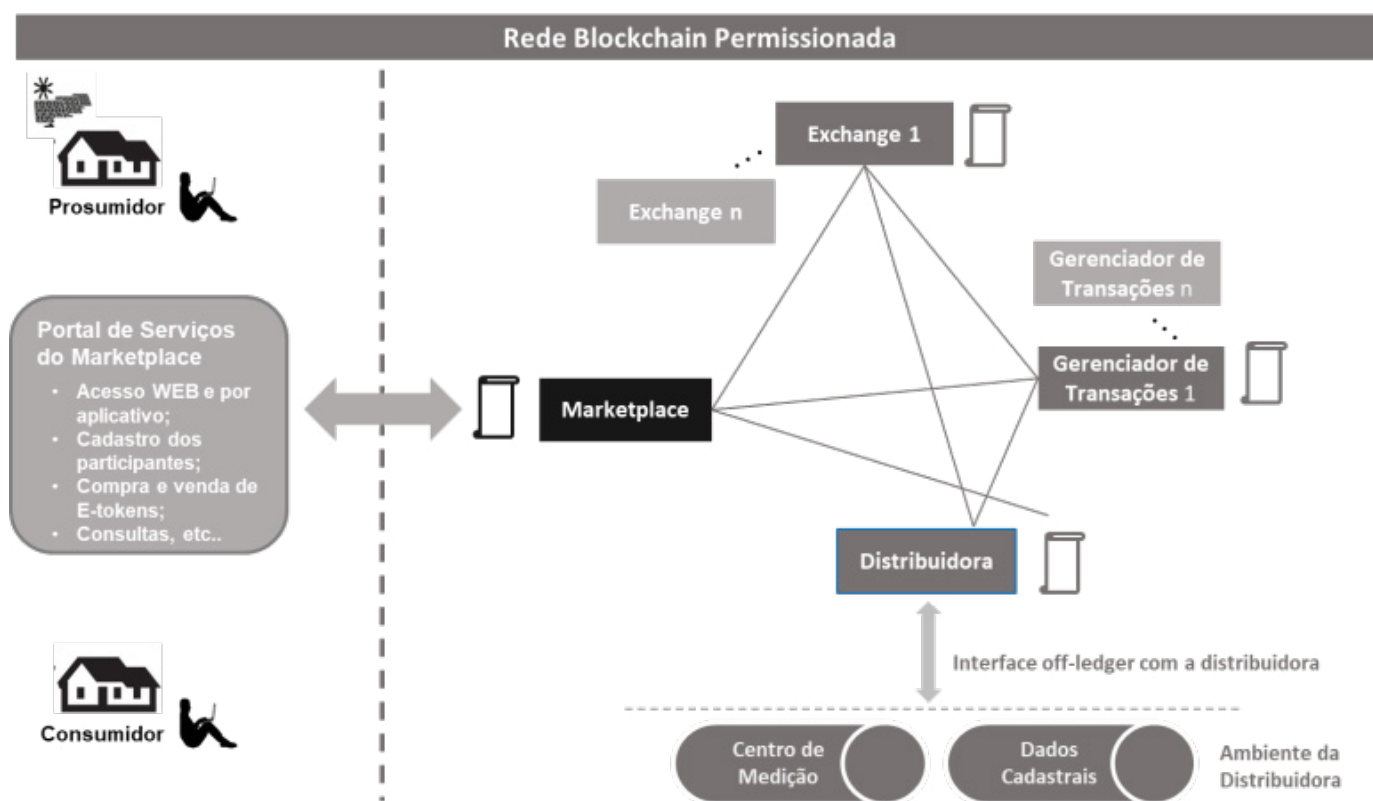 Rede Blockchain Permissionada
Prosumidor
Portal de Serviços
do Marketplace
• Acesso WEB e por
aplicativo;
• Cadastro dos
participantes;
• Compra e venda de
E-tokens;
• Consultas, etc..
Consumidor
Exchange 1
Exchange n
Gerenciador de
Transações n
Gerenciador de
Transações 1
Marketplace
Distribuidora
Interface off-ledger com a distribuidora
Centro de
Medição
Dados
Cadastrais
Ambiente da
Distribuidora